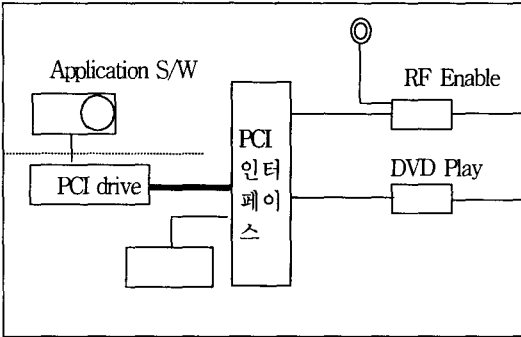 Application S/W
RF Enable
PCI
인터
페이
스
PCI drive
DVD Play